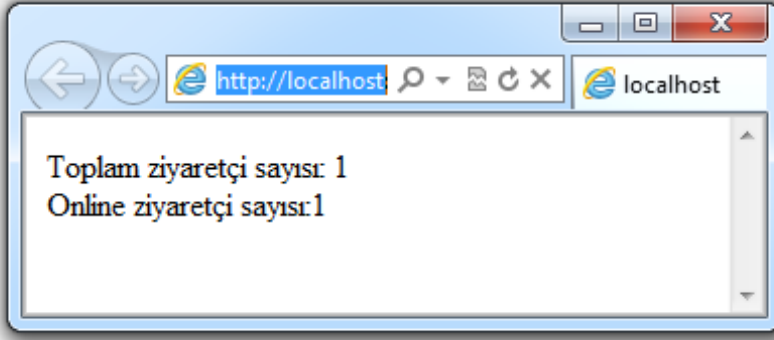 http://localhost:
localhost
Toplam ziyaretçi sayısı: 1
Online ziyaretçi sayısı:1